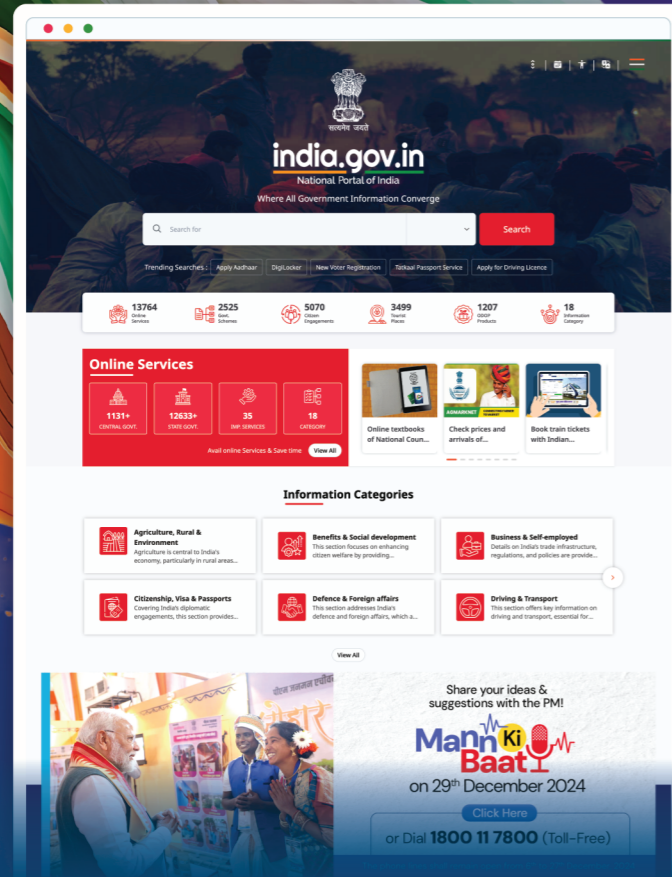 सत्यमेव जयते
india.gov.in
National Portal of India
Where All Government Information Converge
Search for
Search
Trending Searches :
Apply Aadhaar
DigiLocker
New Voter Registration
Tatkaal Passport Service
Apply for Driving Licence
13764
Online
Services
2525
Govt.
Schemes
5070
Citizen
Engagements
3499
Tourist
Places
1207
ODOP
Products
18
Information
Category
Online Services
1131+
CENTRAL GOVT.
12633+
STATE GOVT.
35
IMP. SERVICES
18
CATEGORY
Avail online Services & Save time
View All
AGMARKNET
Online textbooks
of National Coun...
Check prices and
arrivals of...
Book train tickets
with Indian...
Information Categories
Agriculture, Rural &
Environment
Agriculture is central to India's
economy, particularly in rural areas...
Benefits & Social development
This section focuses on enhancing
citizen welfare by providing...
Business & Self-employed
Details on India's trade infrastructure,
regulations, and policies are provide...
Citizenship, Visa & Passports
Covering India's diplomatic
engagements, this section provides...
Defence & Foreign affairs
This section addresses India's
defence and foreign affairs, which a...
Driving & Transport
This section offers key information on
driving and transport, essential for...
View All
Share your ideas &
suggestions with the PM!
Mann Ki
Baat
on 29th December 2024
Click Here
or Dial 1800 11 7800 (Toll-Free)